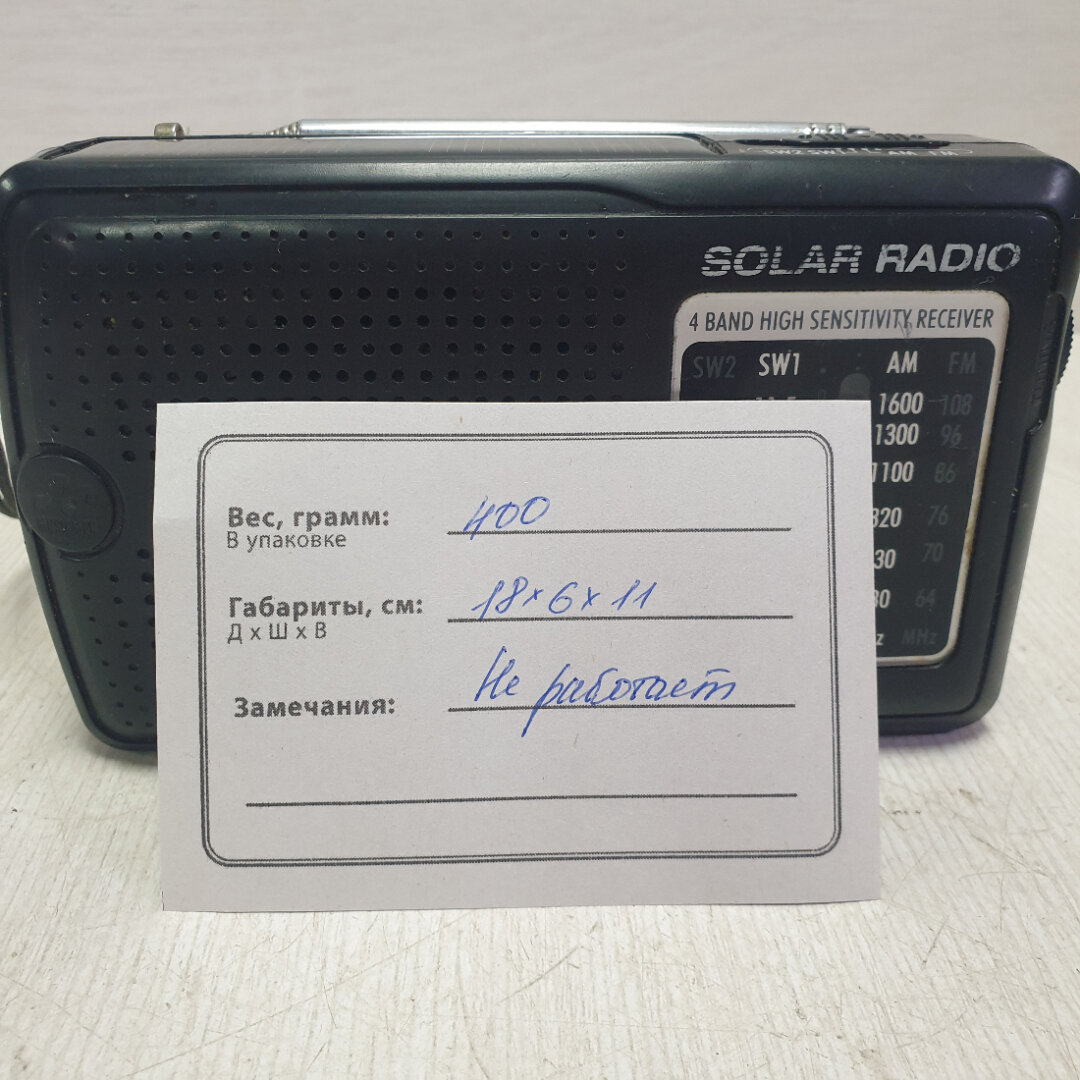 SOLAR RADIO
4 BAND HIGH SENSITIVITY RECEIVER
SW2 SW1 AM FM
1600 108
1300 96
1100 86
76
70
64
MHz
Вес, грамм: 400
В упаковке
Габариты, см: 18×6×11
Д х Ш х В
Замечания: Не работает